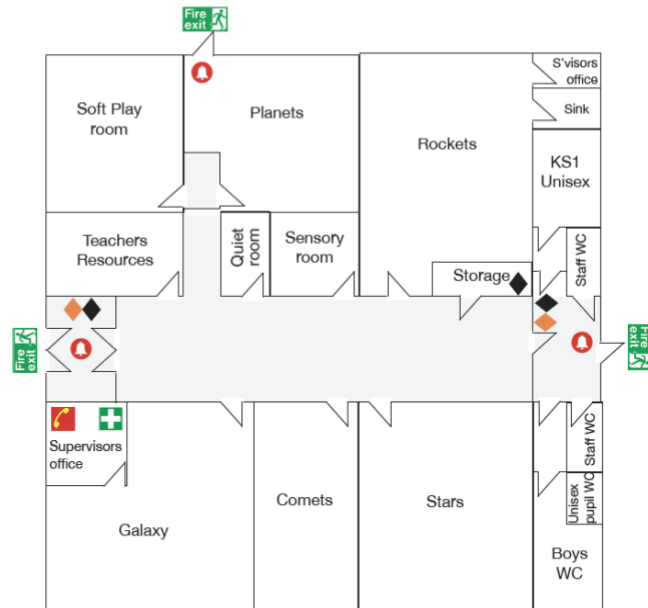 Fire
exit
S'visors
office
Soft Play
room
Planets
Sink
Rockets
KS1
Unisex
Teachers
Resources
Quiet
room
Sensory
room
Staff WC
Storage
Fire
exit
Fire
exit
Supervisors
office
Staff WC
Comets
Stars
Unisex
pupil WC
Galaxy
Boys
WC